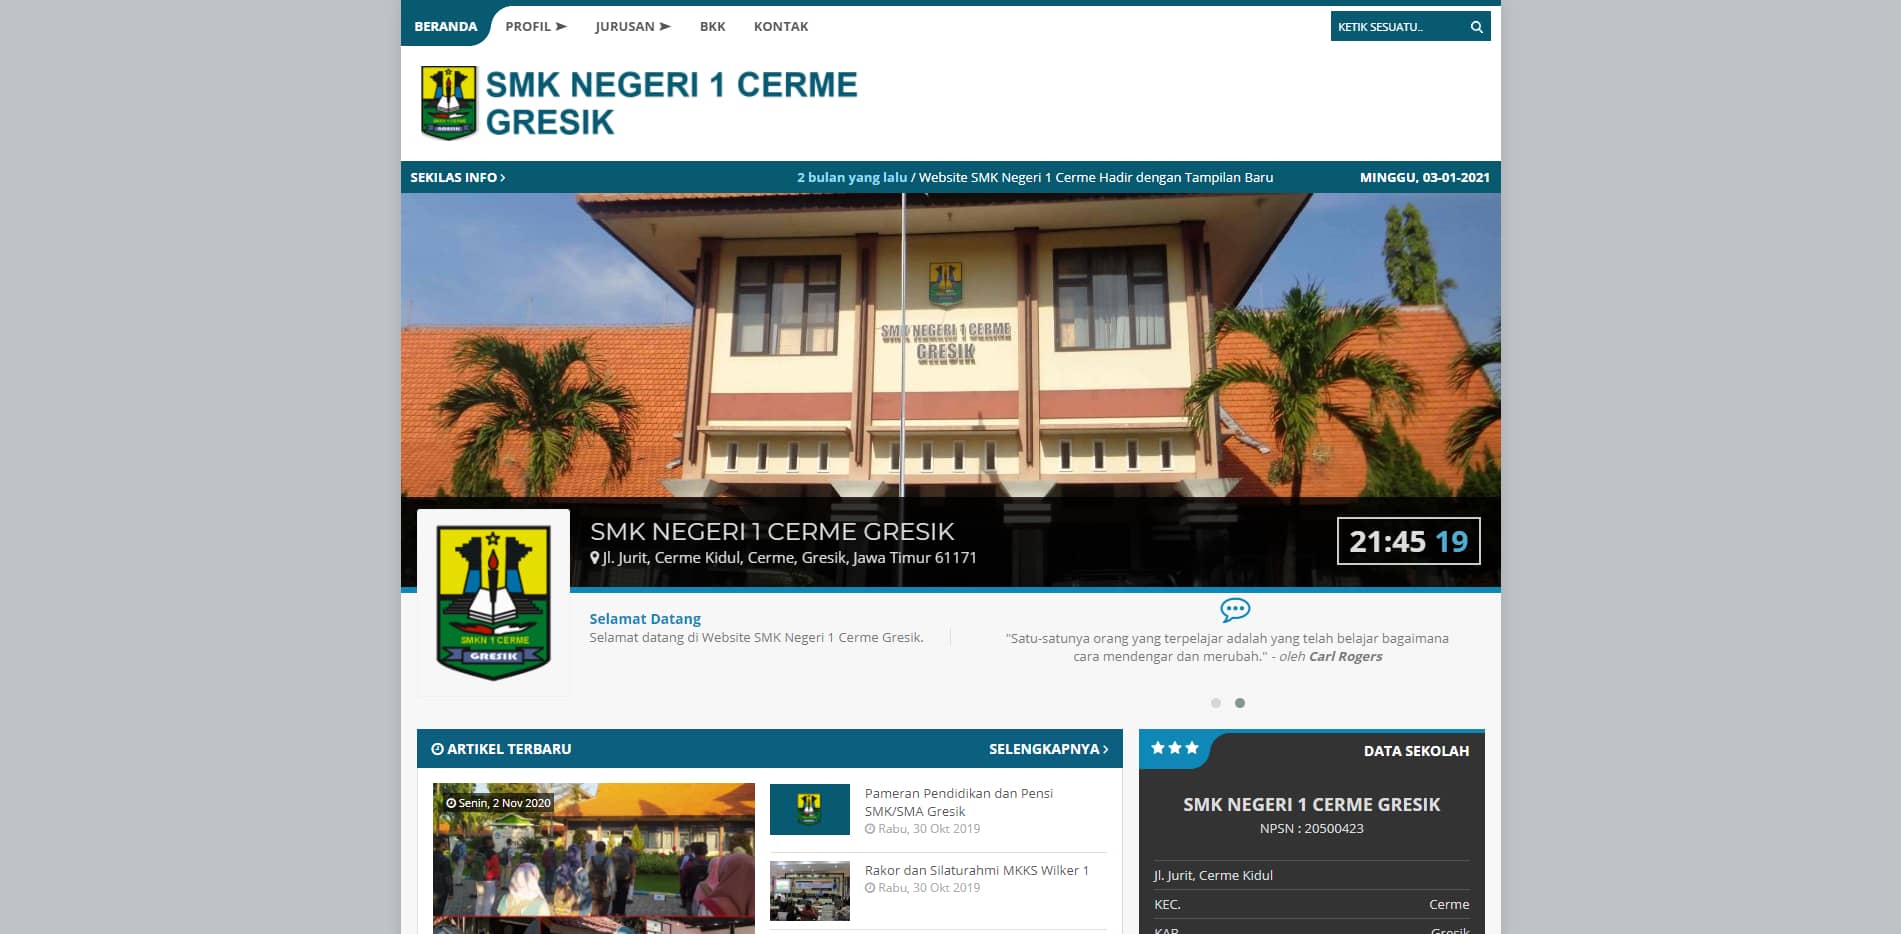 BERANDA PROFIL JURUSAN BKK KONTAK KETIK SESUATU..
SMK NEGERI 1 CERME
GRESIK
SMKN 1 CERME
GRESIK
SEKILAS INFO 2 bulan yang lalu / Website SMK Negeri 1 Cerme Hadir dengan Tampilan Baru MINGGU, 03-01-2021
SMK NEGERI 1 CERME
GRESIK
SMK NEGERI 1 CERME GRESIK
Jl. Jurit, Cerme Kidul, Cerme, Gresik, Jawa Timur 61171
21:45 19
SMKN 1 CERME
GRESIK
Selamat Datang
Selamat datang di Website SMK Negeri 1 Cerme Gresik.
"Satu-satunya orang yang terpelajar adalah yang telah belajar bagaimana
cara mendengar dan merubah." - oleh Carl Rogers
ARTIKEL TERBARU SELENGKAPNYA
Senin, 2 Nov 2020
Pameran Pendidikan dan Pensi
SMK/SMA Gresik
Rabu, 30 Okt 2019
Rakor dan Silaturahmi MKKS Wilker 1
Rabu, 30 Okt 2019
DATA SEKOLAH
SMK NEGERI 1 CERME GRESIK
NPSN : 20500423
Jl. Jurit, Cerme Kidul
KEC. Cerme
KAB. Gresik